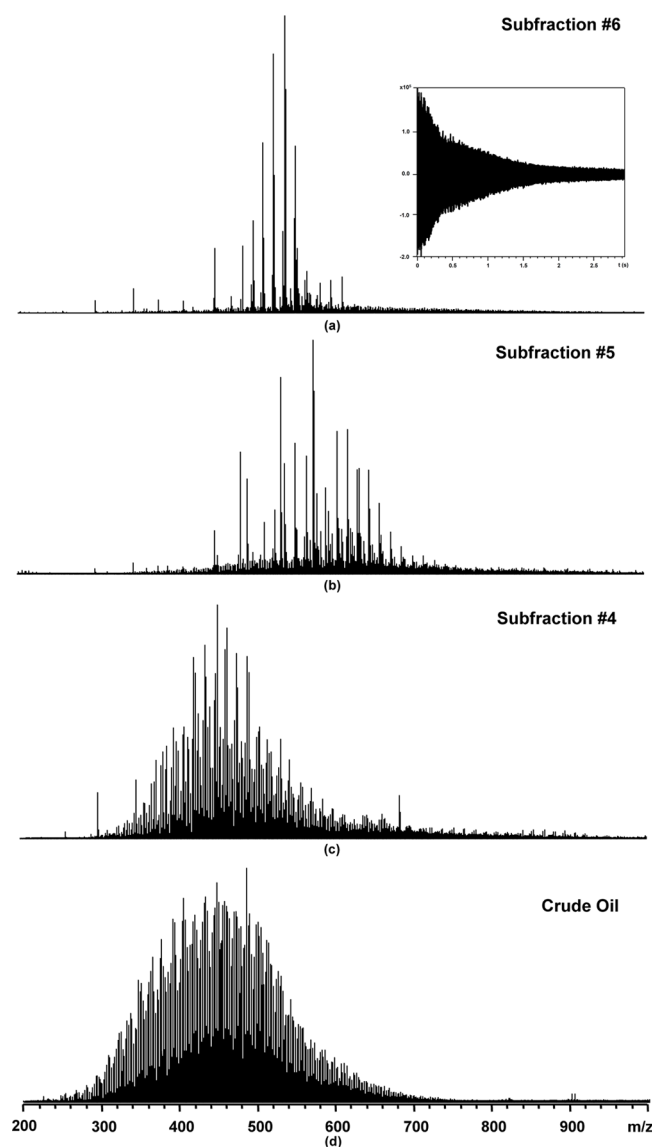 Subfraction #6
x10⁵
1.0
0.0
-1.0
-2.0
0 0.5 1 1.5 2 2.5 t(s)
(a)
Subfraction #5
(b)
Subfraction #4
(c)
Crude Oil
200 300 400 500 600 700 800 900 m/z
(d)